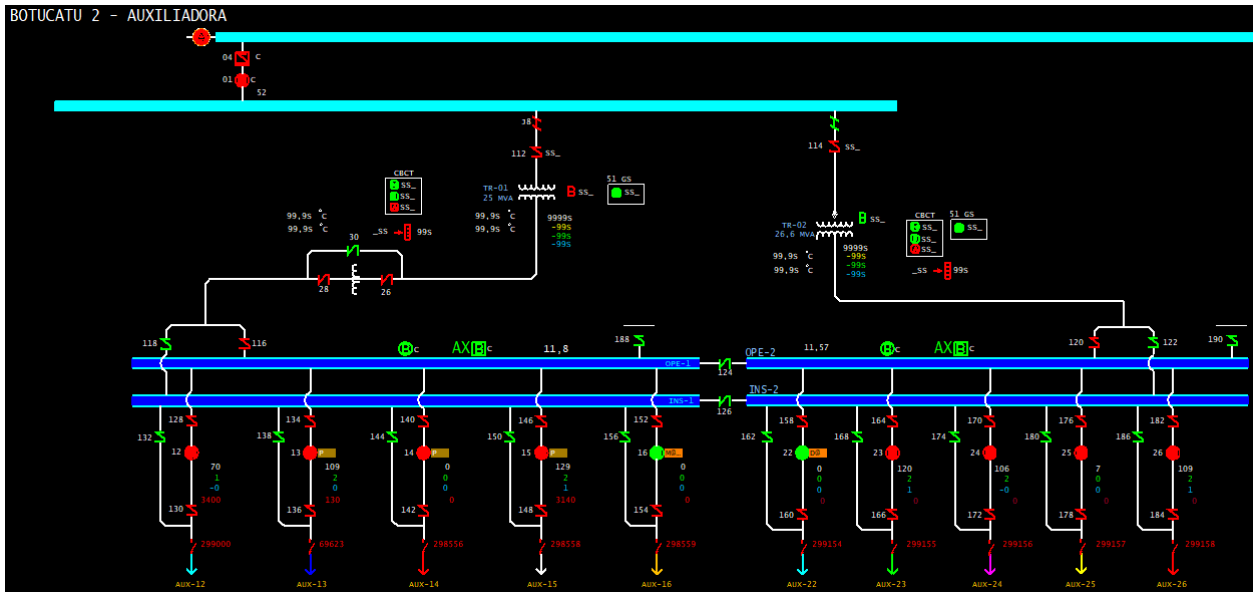 BOTUCATU 2 - AUXILIADORA
04 C
01 C
52
38
112 SS_
114 SS_
CBCT
SS_
SS_
SS_
TR-01
25 MVA
B SS_
51 GS
SS_
99,9s °C
99,9s °C
99,9s °C
99,9s °C
9999s
-99s
-99s
-99s
_SS 99s
30
28
26
TR-02
26,6 MVA
B SS_
CBCT
SS_
SS_
SS_
51 GS
SS_
99,9s °C
99,9s °C
9999s
-99s
-99s
-99s
_SS 99s
118
116
B C
AX B C
11,8
188
OPE-2
11,57
B C
AX B C
120
122
190
OPE-1
124
INS-2
INS-1
126
128 134 140 146 152 158 164 170 176 182
132 138 144 150 156 162 168 174 180 186
12 13 P 14 P 15 P 16 22 23 24 25 26
70 109 0 129 0 0 120 106 7 109
1 2 0 2 0 0 2 2 0 2
-0 0 0 1 0 0 1 -0 0 1
3400 130 0 3140 0 0 0 0 0 0
130 136 142 148 154 160 166 172 178 184
299000 69623 298556 298558 298559 299154 299155 299156 299157 299158
AUX-12 AUX-13 AUX-14 AUX-15 AUX-16 AUX-22 AUX-23 AUX-24 AUX-25 AUX-26